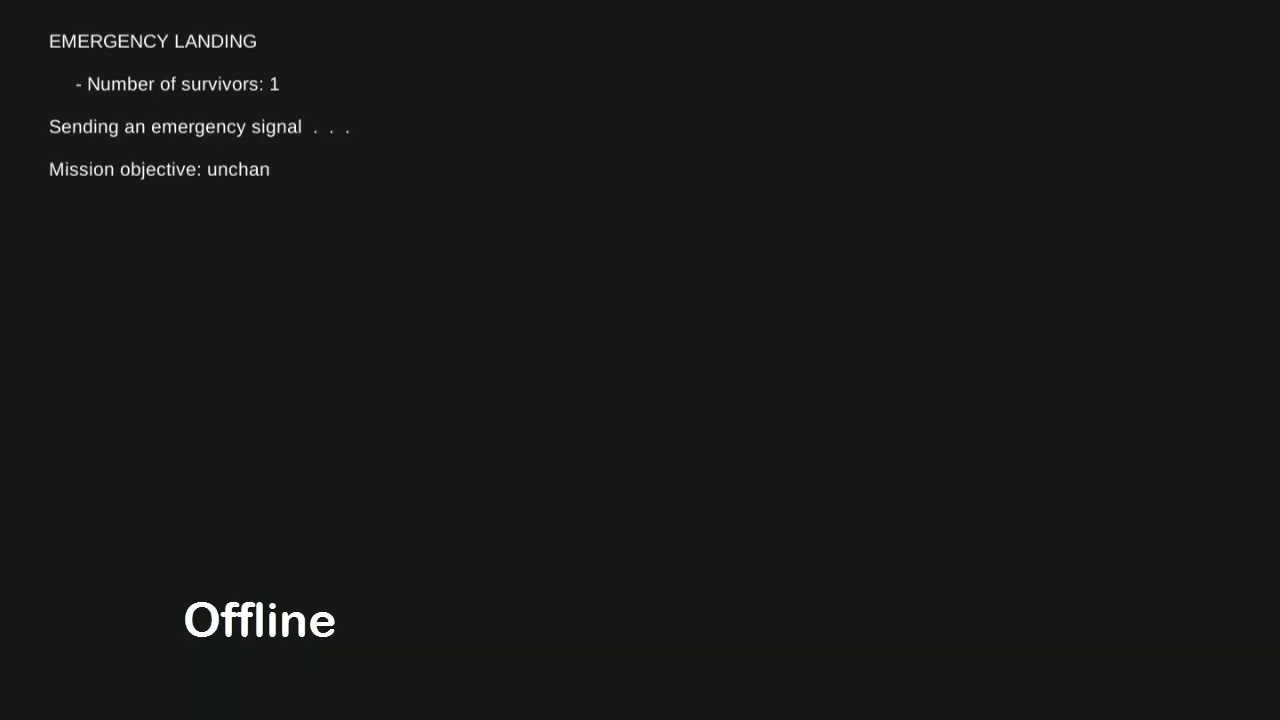 EMERGENCY LANDING
- Number of survivors: 1
Sending an emergency signal . . .
Mission objective: unchan
Offline